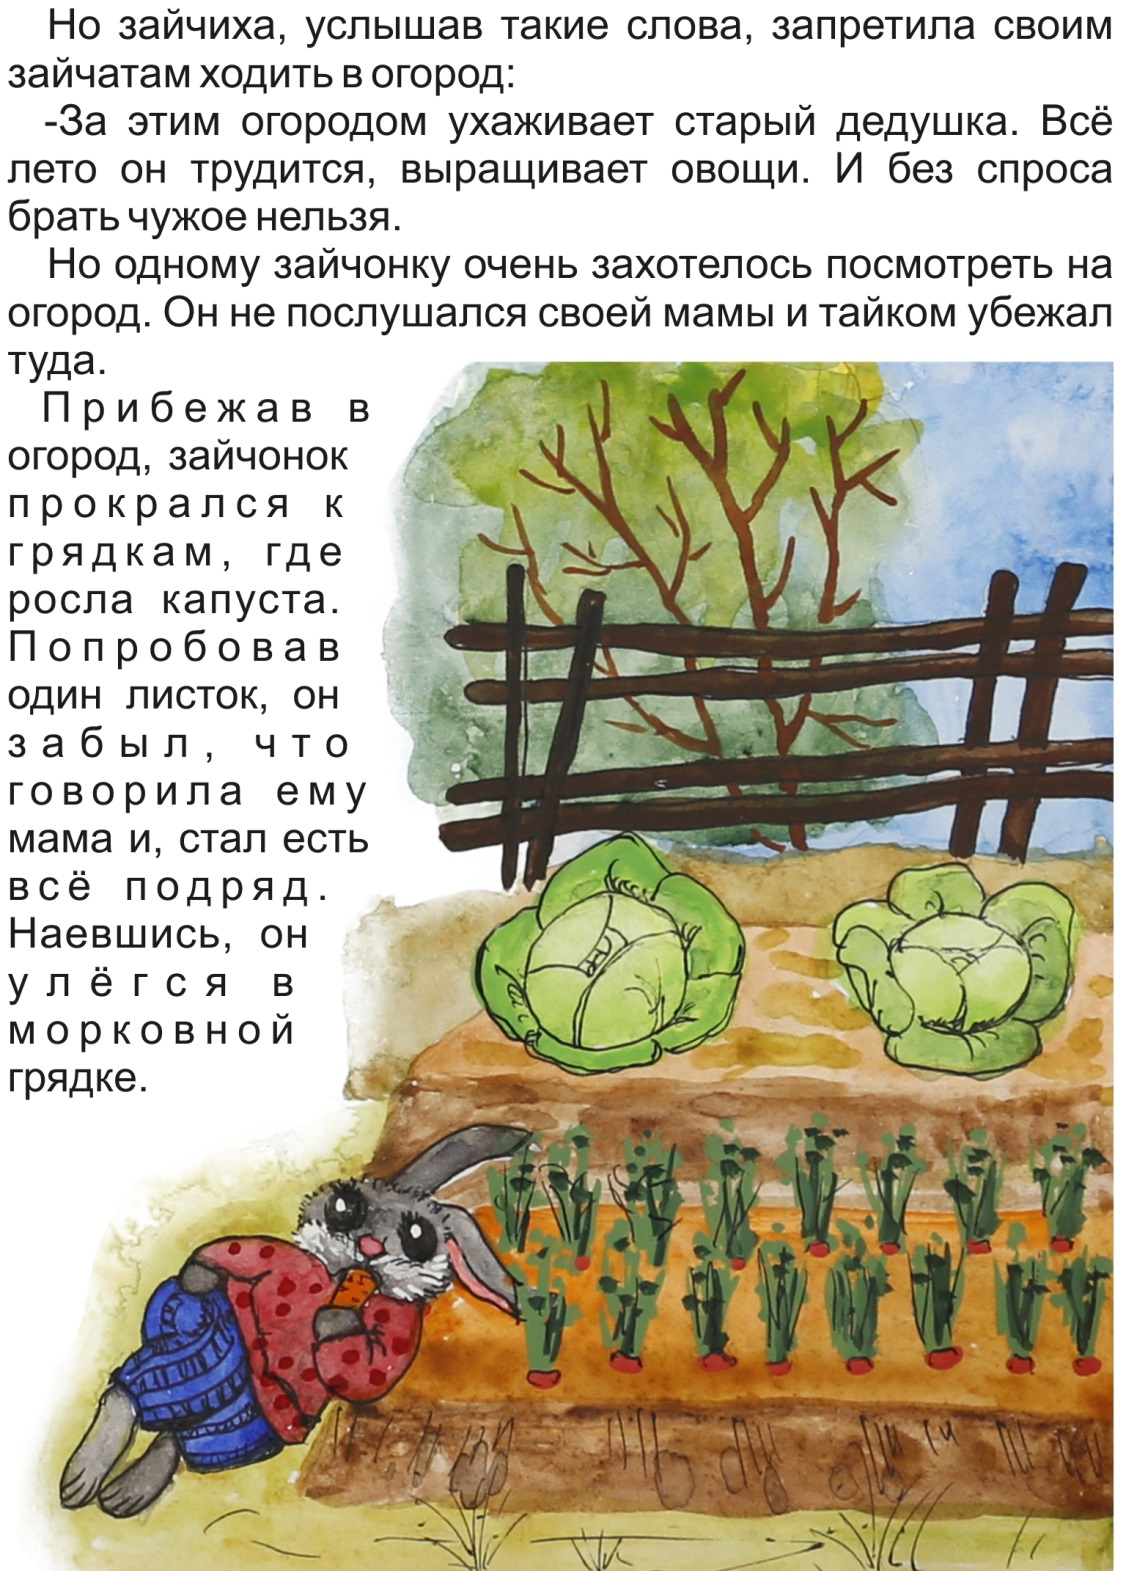 Но зайчиха, услышав такие слова, запретила своим
зайчатам ходить в огород:
-За этим огородом ухаживает старый дедушка. Всё
лето он трудится, выращивает овощи. И без спроса
брать чужое нельзя.
Но одному зайчонку очень захотелось посмотреть на
огород. Он не послушался своей мамы и тайком убежал
туда.
Прибежав в
огород, зайчонок
прокрался к
грядкам, где
росла капуста.
Попробовав
один листок, он
забыл, что
говорила ему
мама и, стал есть
всё подряд.
Наевшись, он
улёгся в
морковной
грядке.